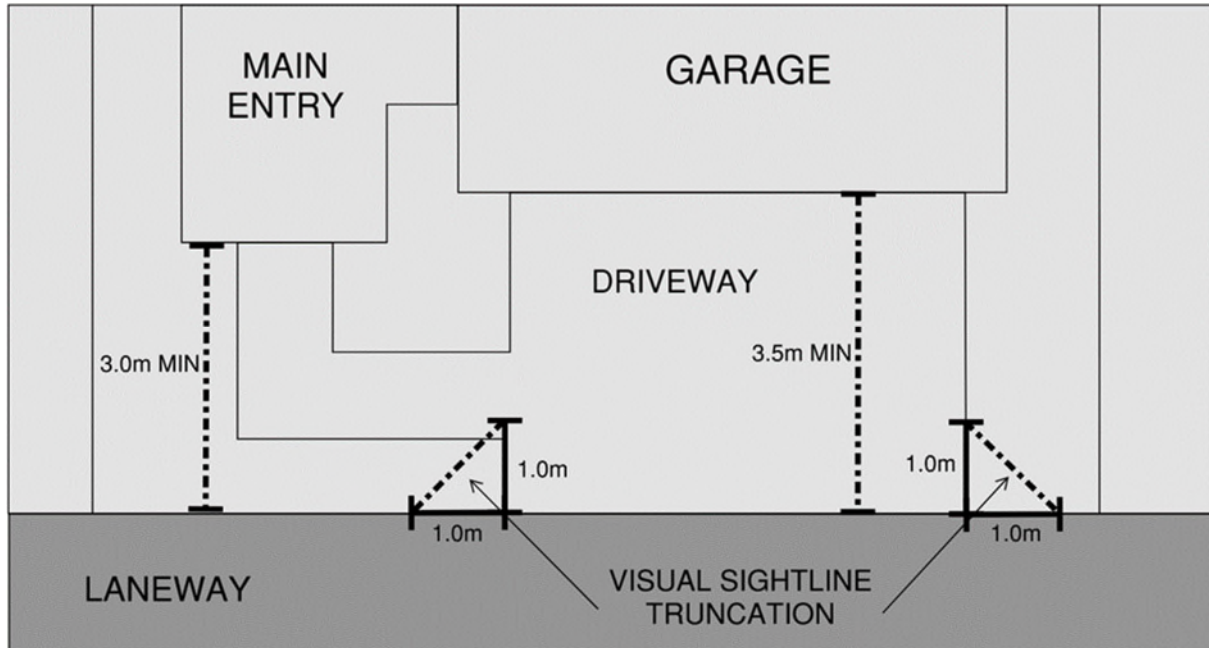 MAIN
ENTRY
GARAGE
DRIVEWAY
3.0m MIN
3.5m MIN
1.0m
1.0m
1.0m
1.0m
LANEWAY
VISUAL SIGHTLINE
TRUNCATION